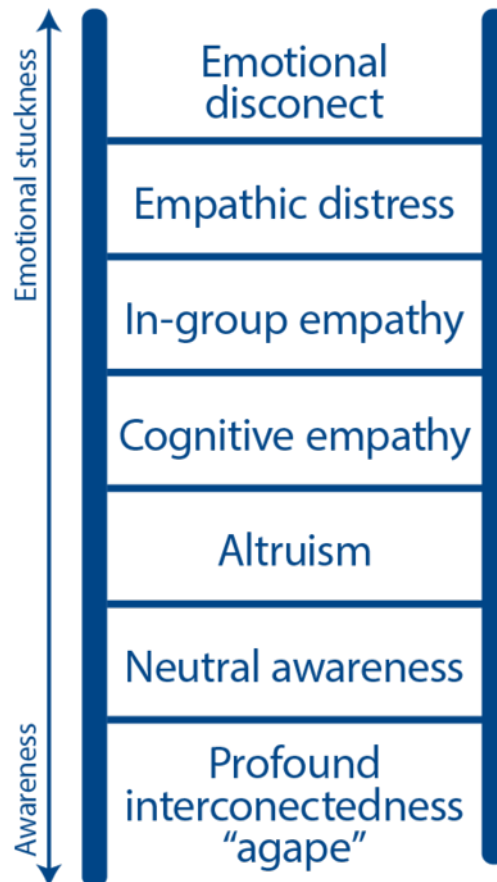 Emotional stuckness
Emotional
disconect
Empathic distress
In-group empathy
Cognitive empathy
Altruism
Neutral awareness
Awareness
Profound
interconectedness
“agape”